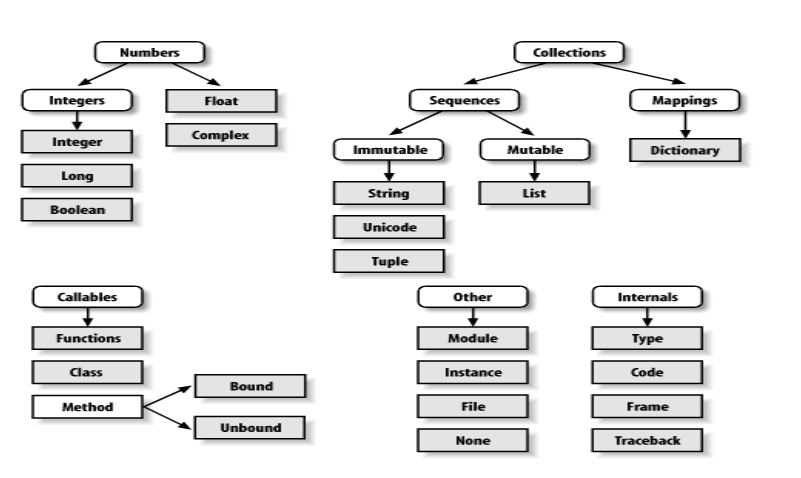 Numbers
Integers
Float
Complex
Integer
Long
Boolean
Collections
Sequences
Mappings
Immutable
Mutable
Dictionary
String
List
Unicode
Tuple
Callables
Functions
Class
Method
Bound
Unbound
Other
Module
Instance
File
None
Internals
Type
Code
Frame
Traceback